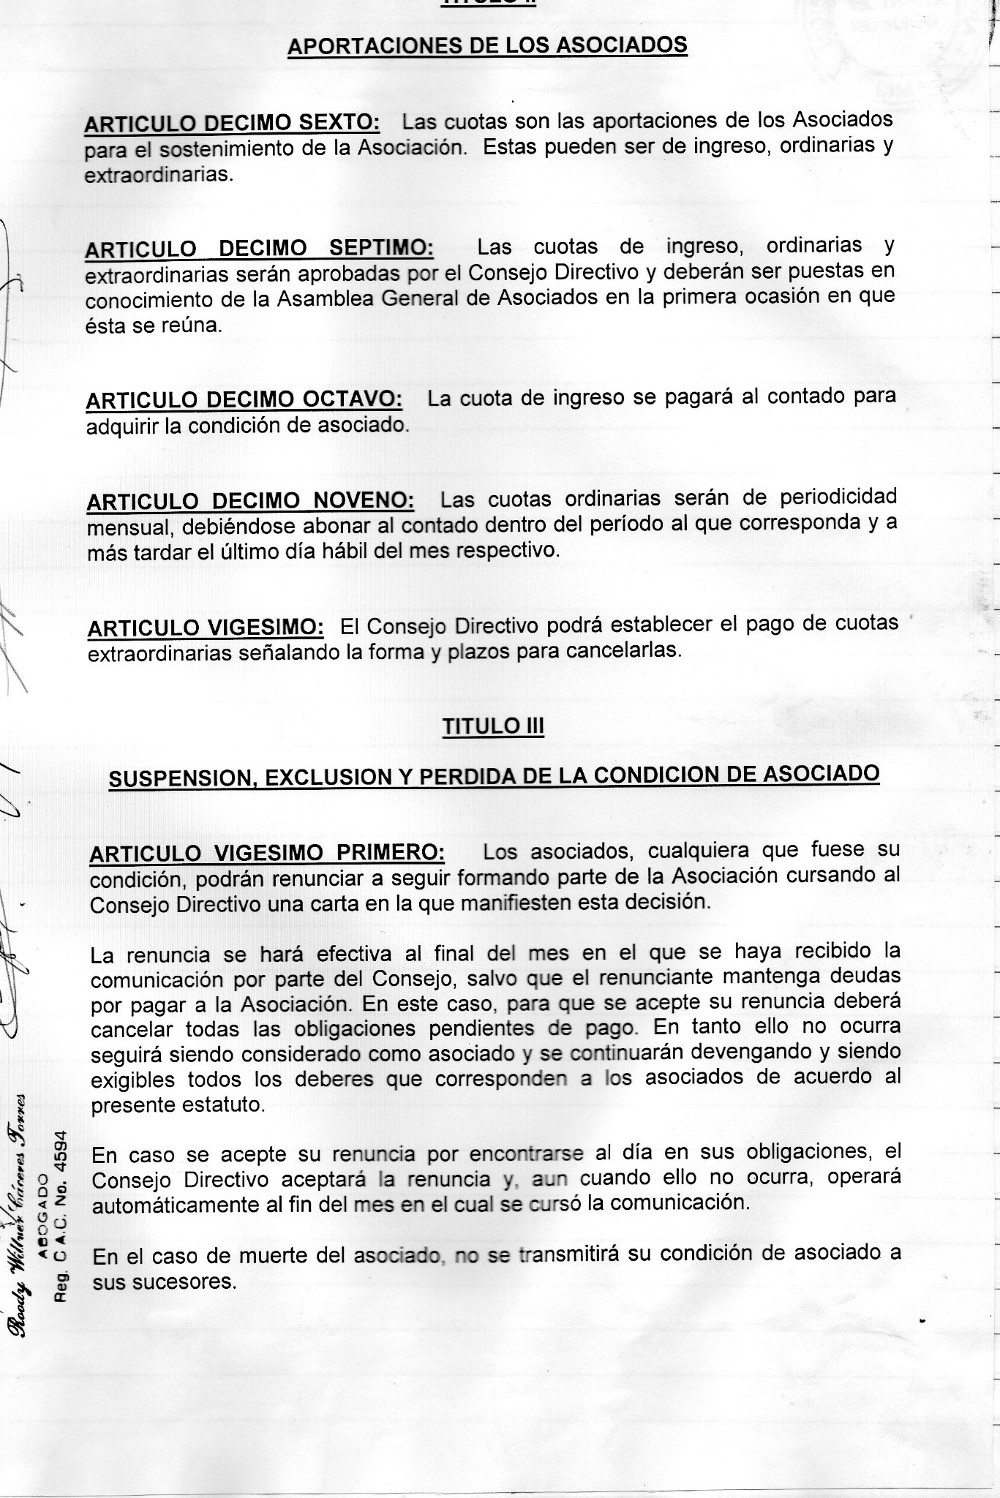 TITULO II
APORTACIONES DE LOS ASOCIADOS
ARTICULO DECIMO SEXTO: Las cuotas son las aportaciones de los Asociados
para el sostenimiento de la Asociación. Estas pueden ser de ingreso, ordinarias y
extraordinarias.
ARTICULO DECIMO SEPTIMO: Las cuotas de ingreso, ordinarias y
extraordinarias serán aprobadas por el Consejo Directivo y deberán ser puestas en
conocimiento de la Asamblea General de Asociados en la primera ocasión en que
ésta se reúna.
ARTICULO DECIMO OCTAVO: La cuota de ingreso se pagará al contado para
adquirir la condición de asociado.
ARTICULO DECIMO NOVENO: Las cuotas ordinarias serán de periodicidad
mensual, debiéndose abonar al contado dentro del período al que corresponda y a
más tardar el último día hábil del mes respectivo.
ARTICULO VIGESIMO: El Consejo Directivo podrá establecer el pago de cuotas
extraordinarias señalando la forma y plazos para cancelarlas.
TITULO III
SUSPENSION, EXCLUSION Y PERDIDA DE LA CONDICION DE ASOCIADO
ARTICULO VIGESIMO PRIMERO: Los asociados, cualquiera que fuese su
condición, podrán renunciar a seguir formando parte de la Asociación cursando al
Consejo Directivo una carta en la que manifiesten esta decisión.
La renuncia se hará efectiva al final del mes en el que se haya recibido la
comunicación por parte del Consejo, salvo que el renunciante mantenga deudas
por pagar a la Asociación. En este caso, para que se acepte su renuncia deberá
cancelar todas las obligaciones pendientes de pago. En tanto ello no ocurra
seguirá siendo considerado como asociado y se continuarán devengando y siendo
exigibles todos los deberes que corresponden a los asociados de acuerdo al
presente estatuto.
En caso se acepte su renuncia por encontrarse al día en sus obligaciones, el
Consejo Directivo aceptará la renuncia y, aun cuando ello no ocurra, operará
automáticamente al fin del mes en el cual se cursó la comunicación.
En el caso de muerte del asociado, no se transmitirá su condición de asociado a
sus sucesores.
Roody Willner Cáceres Torres
ABOGADO
Reg. C.A.C. No. 4594